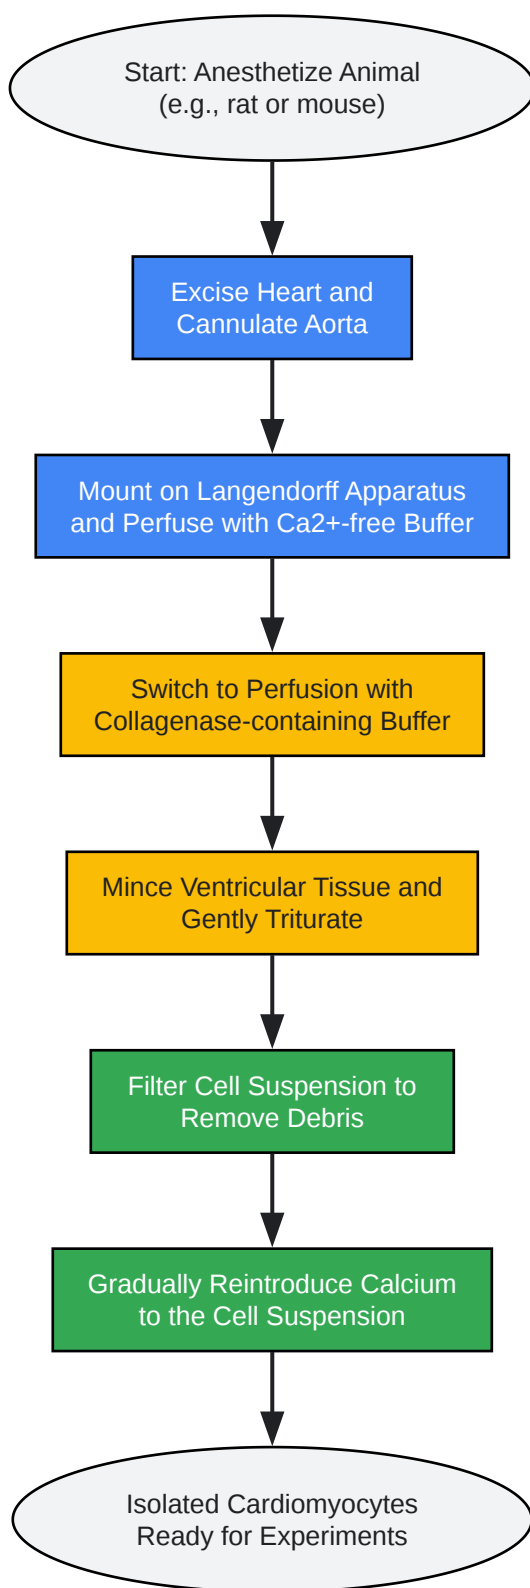 Start: Anesthetize Animal
(e.g., rat or mouse)
Excise Heart and
Cannulate Aorta
Mount on Langendorff Apparatus
and Perfuse with Ca2+-free Buffer
Switch to Perfusion with
Collagenase-containing Buffer
Mince Ventricular Tissue and
Gently Triturate
Filter Cell Suspension to
Remove Debris
Gradually Reintroduce Calcium
to the Cell Suspension
Isolated Cardiomyocytes
Ready for Experiments